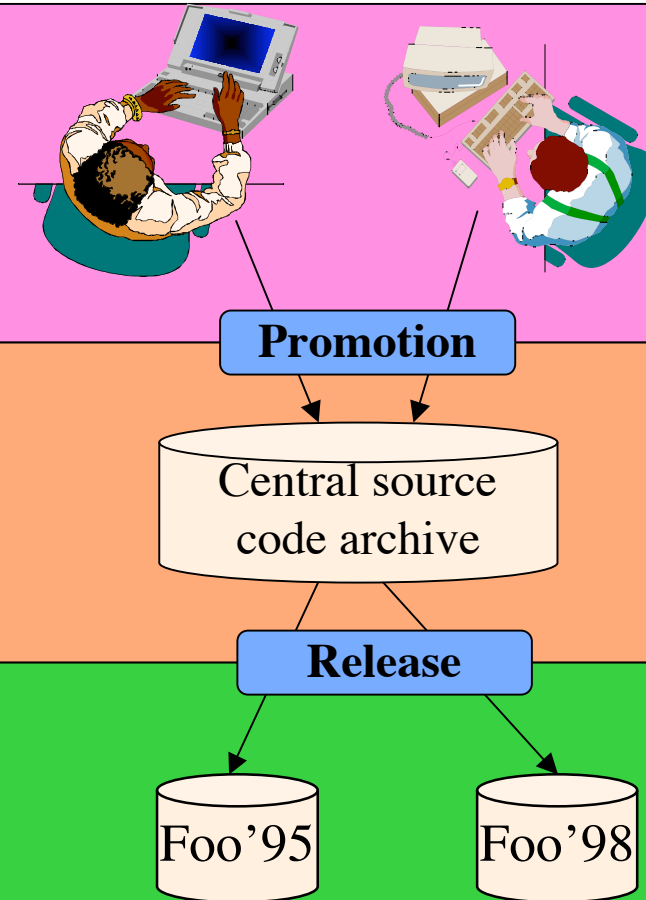 Promotion
Central source
code archive
Release
Foo’95
Foo’98